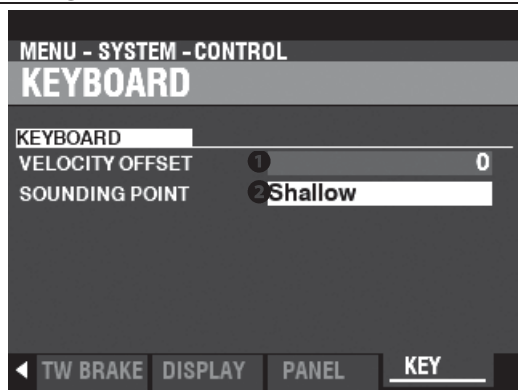 MENU - SYSTEM - CONTROL
KEYBOARD
KEYBOARD
VELOCITY OFFSET 1 0
SOUNDING POINT 2 Shallow
◀ TW BRAKE DISPLAY PANEL KEY